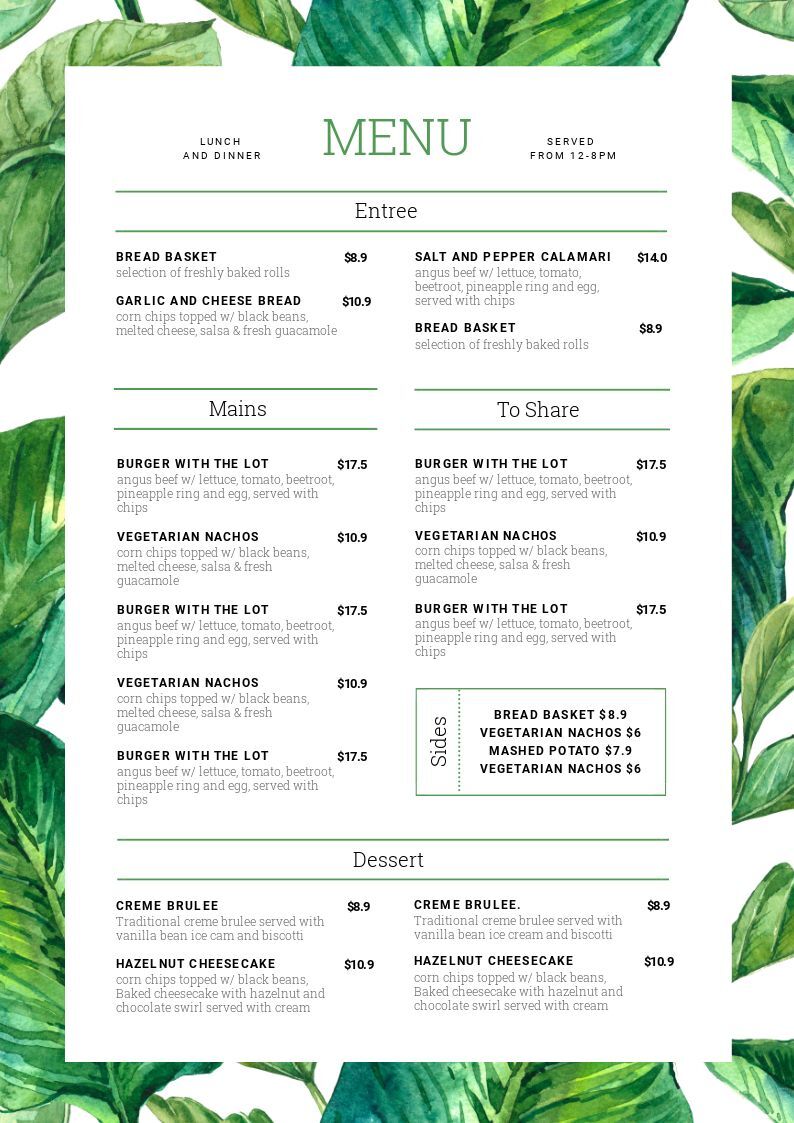 LUNCH
AND DINNER
MENU
SERVED
FROM 12-8PM
Entree
BREAD BASKET $8.9
selection of freshly baked rolls
GARLIC AND CHEESE BREAD $10.9
corn chips topped w/ black beans,
melted cheese, salsa & fresh guacamole
SALT AND PEPPER CALAMARI $14.0
angus beef w/ lettuce, tomato,
beetroot, pineapple ring and egg,
served with chips
BREAD BASKET $8.9
selection of freshly baked rolls
Mains
BURGER WITH THE LOT $17.5
angus beef w/ lettuce, tomato, beetroot,
pineapple ring and egg, served with
chips
VEGETARIAN NACHOS $10.9
corn chips topped w/ black beans,
melted cheese, salsa & fresh
guacamole
BURGER WITH THE LOT $17.5
angus beef w/ lettuce, tomato, beetroot,
pineapple ring and egg, served with
chips
VEGETARIAN NACHOS $10.9
corn chips topped w/ black beans,
melted cheese, salsa & fresh
guacamole
BURGER WITH THE LOT $17.5
angus beef w/ lettuce, tomato, beetroot,
pineapple ring and egg, served with
chips
To Share
BURGER WITH THE LOT $17.5
angus beef w/ lettuce, tomato, beetroot,
pineapple ring and egg, served with
chips
VEGETARIAN NACHOS $10.9
corn chips topped w/ black beans,
melted cheese, salsa & fresh
guacamole
BURGER WITH THE LOT $17.5
angus beef w/ lettuce, tomato, beetroot,
pineapple ring and egg, served with
chips
Sides
BREAD BASKET $8.9
VEGETARIAN NACHOS $6
MASHED POTATO $7.9
VEGETARIAN NACHOS $6
Dessert
CREME BRULEE $8.9
Traditional creme brulee served with
vanilla bean ice cam and biscotti
HAZELNUT CHEESECAKE $10.9
corn chips topped w/ black beans,
Baked cheesecake with hazelnut and
chocolate swirl served with cream
CREME BRULEE. $8.9
Traditional creme brulee served with
vanilla bean ice cream and biscotti
HAZELNUT CHEESECAKE $10.9
corn chips topped w/ black beans,
Baked cheesecake with hazelnut and
chocolate swirl served with cream